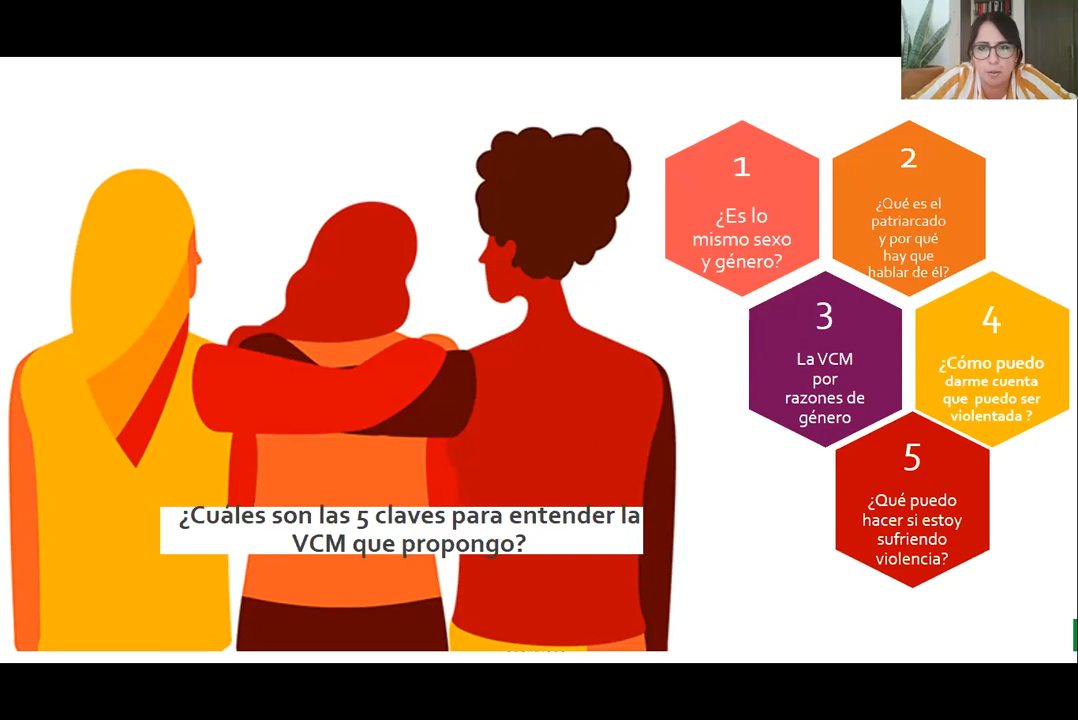 1
¿Es lo
mismo sexo
y género?
2
¿Qué es el
patriarcado
y por qué
hay que
hablar de él?
3
La VCM
por
razones de
género
4
¿Cómo puedo
darme cuenta
que puedo ser
violentada ?
5
¿Qué puedo
hacer si estoy
sufriendo
violencia?
¿Cuáles son las 5 claves para entender la
VCM que propongo?